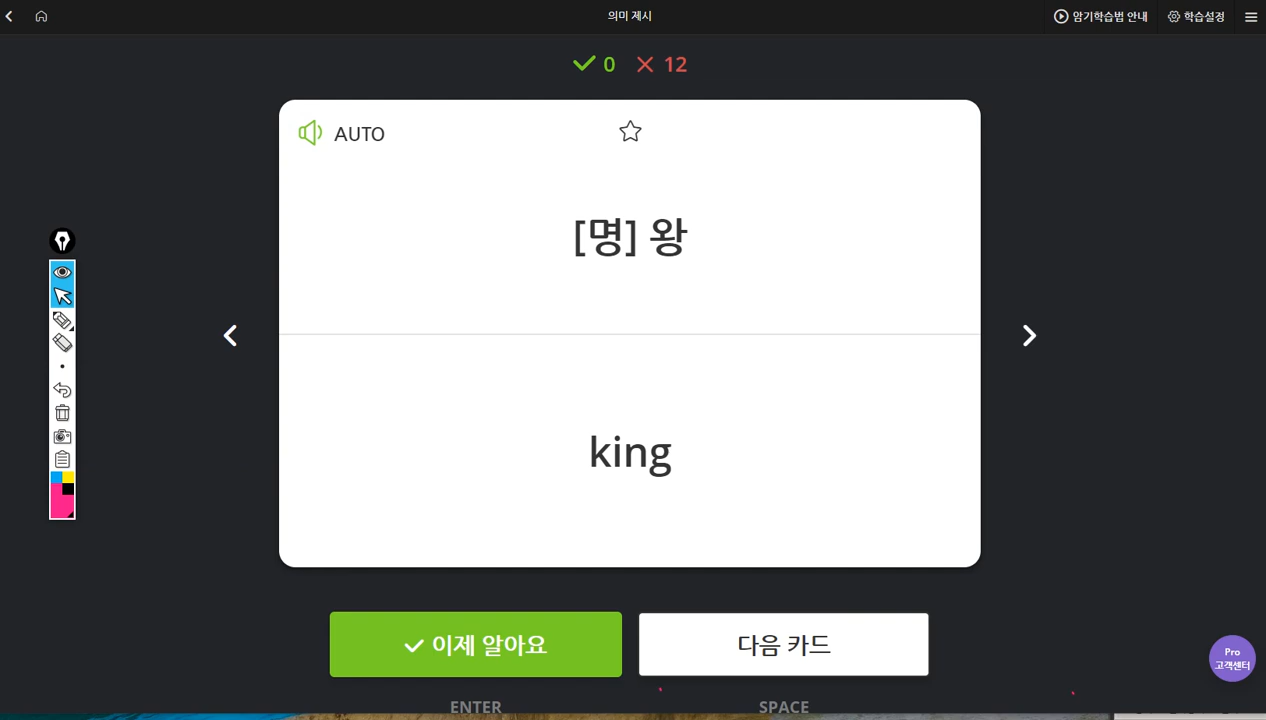 의미 제시
암기학습법 안내
학습설정
0
12
AUTO
[명] 왕
king
이제 알아요
다음 카드
ENTER
SPACE
Pro
고객센터